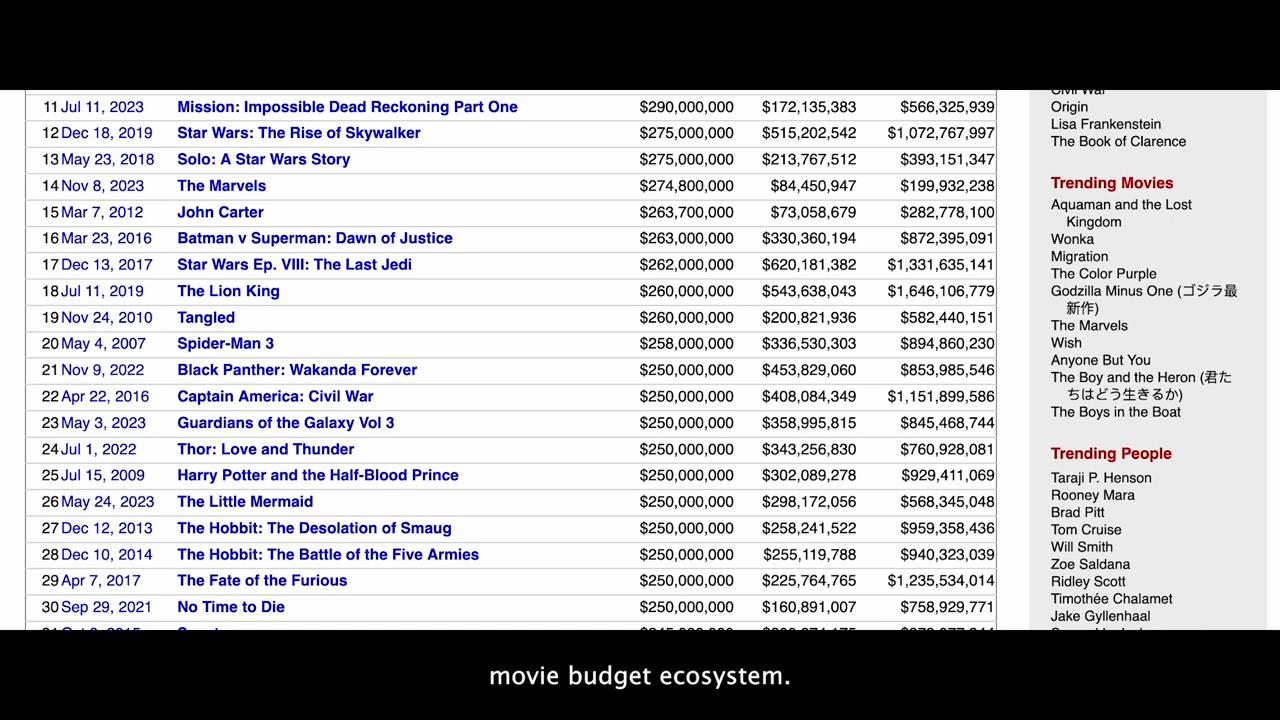 11 Jul 11, 2023 Mission: Impossible Dead Reckoning Part One $290,000,000 $172,135,383 $566,325,939
12 Dec 18, 2019 Star Wars: The Rise of Skywalker $275,000,000 $515,202,542 $1,072,767,997
13 May 23, 2018 Solo: A Star Wars Story $275,000,000 $213,767,512 $393,151,347
14 Nov 8, 2023 The Marvels $274,800,000 $84,450,947 $199,932,238
15 Mar 7, 2012 John Carter $263,700,000 $73,058,679 $282,778,100
16 Mar 23, 2016 Batman v Superman: Dawn of Justice $263,000,000 $330,360,194 $872,395,091
17 Dec 13, 2017 Star Wars Ep. VIII: The Last Jedi $262,000,000 $620,181,382 $1,331,635,141
18 Jul 11, 2019 The Lion King $260,000,000 $543,638,043 $1,646,106,779
19 Nov 24, 2010 Tangled $260,000,000 $200,821,936 $582,440,151
20 May 4, 2007 Spider-Man 3 $258,000,000 $336,530,303 $894,860,230
21 Nov 9, 2022 Black Panther: Wakanda Forever $250,000,000 $453,829,060 $853,985,546
22 Apr 22, 2016 Captain America: Civil War $250,000,000 $408,084,349 $1,151,899,586
23 May 3, 2023 Guardians of the Galaxy Vol 3 $250,000,000 $358,995,815 $845,468,744
24 Jul 1, 2022 Thor: Love and Thunder $250,000,000 $343,256,830 $760,928,081
25 Jul 15, 2009 Harry Potter and the Half-Blood Prince $250,000,000 $302,089,278 $929,411,069
26 May 24, 2023 The Little Mermaid $250,000,000 $298,172,056 $568,345,048
27 Dec 12, 2013 The Hobbit: The Desolation of Smaug $250,000,000 $258,241,522 $959,358,436
28 Dec 10, 2014 The Hobbit: The Battle of the Five Armies $250,000,000 $255,119,788 $940,323,039
29 Apr 7, 2017 The Fate of the Furious $250,000,000 $225,764,765 $1,235,534,014
30 Sep 29, 2021 No Time to Die $250,000,000 $160,891,007 $758,929,771
Civil War
Origin
Lisa Frankenstein
The Book of Clarence
Trending Movies
Aquaman and the Lost
Kingdom
Wonka
Migration
The Color Purple
Godzilla Minus One (ゴジラ最
新作)
The Marvels
Wish
Anyone But You
The Boy and the Heron (君た
ちはどう生きるか)
The Boys in the Boat
Trending People
Taraji P. Henson
Rooney Mara
Brad Pitt
Tom Cruise
Will Smith
Zoe Saldana
Ridley Scott
Timothée Chalamet
Jake Gyllenhaal
movie budget ecosystem.